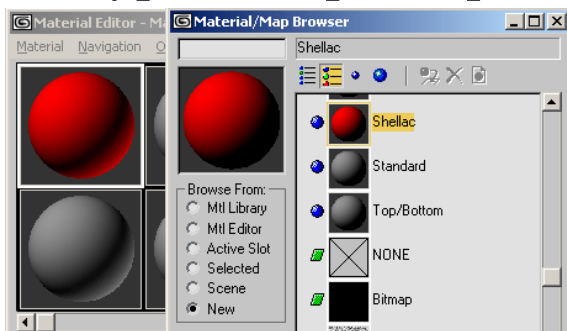 Material Editor - Ma
Material Navigation O
Material/Map Browser
Shellac
Shellac
Standard
Top/Bottom
NONE
Bitmap
Browse From:
Mtl Library
Mtl Editor
Active Slot
Selected
Scene
New